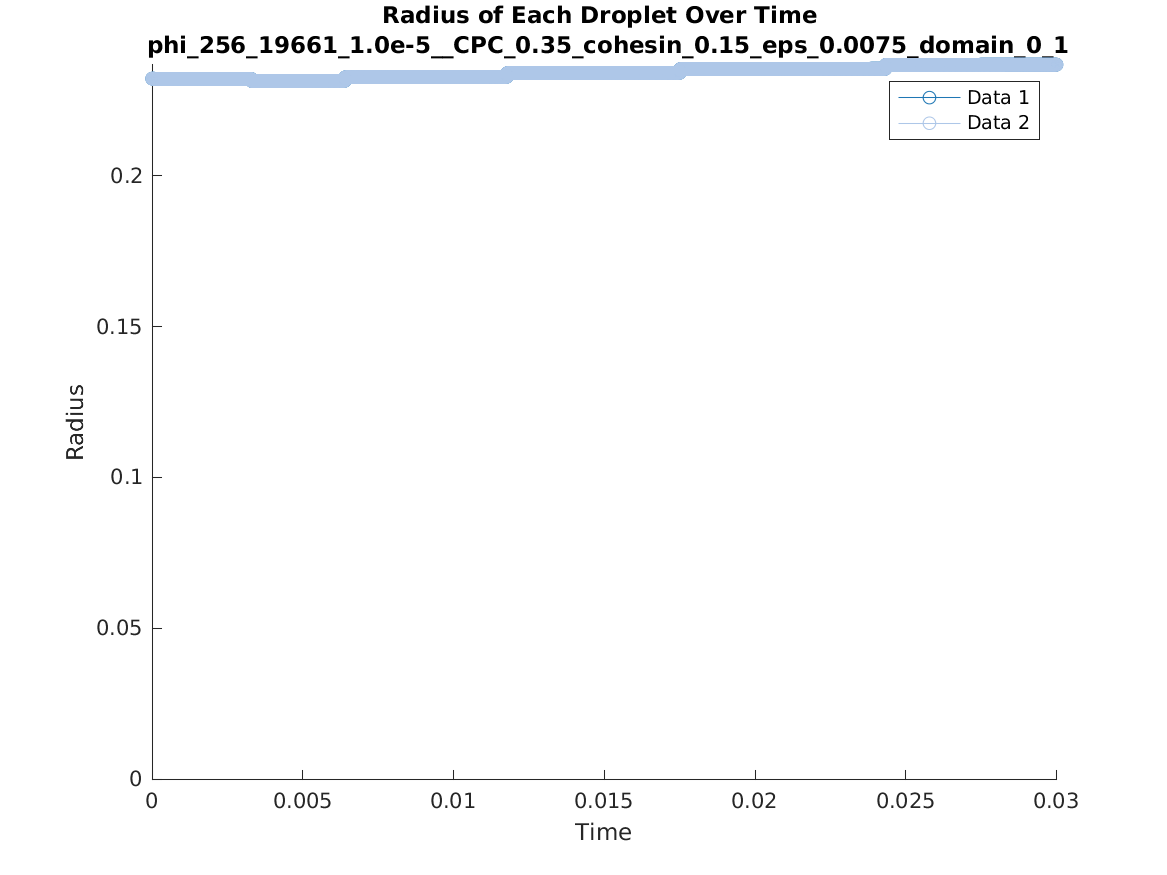 Radius of Each Droplet Over Time
phi_256_19661_1.0e-5__CPC_0.35_cohesin_0.15_eps_0.0075_domain_0_1
Data 1
Data 2
0.2
0.15
0.1
0.05
0
Radius
0
0.005
0.01
0.015
0.02
0.025
0.03
Time